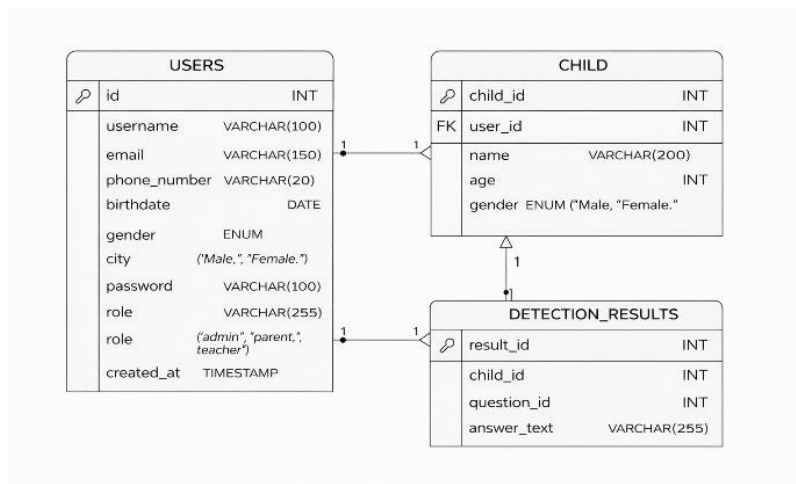 USERS
id INT
username VARCHAR(100)
email VARCHAR(150)
phone_number VARCHAR(20)
birthdate DATE
gender ENUM
city ('Male,", "Female.")
password VARCHAR(100)
role VARCHAR(255)
role ('admin", "parent,",
teacher")
created_at TIMESTAMP
1 1
1 1
CHILD
child_id INT
FK user_id INT
name VARCHAR(200)
age INT
gender ENUM ("Male, "Female."
1
1
DETECTION_RESULTS
result_id INT
child_id INT
question_id INT
answer_text VARCHAR(255)